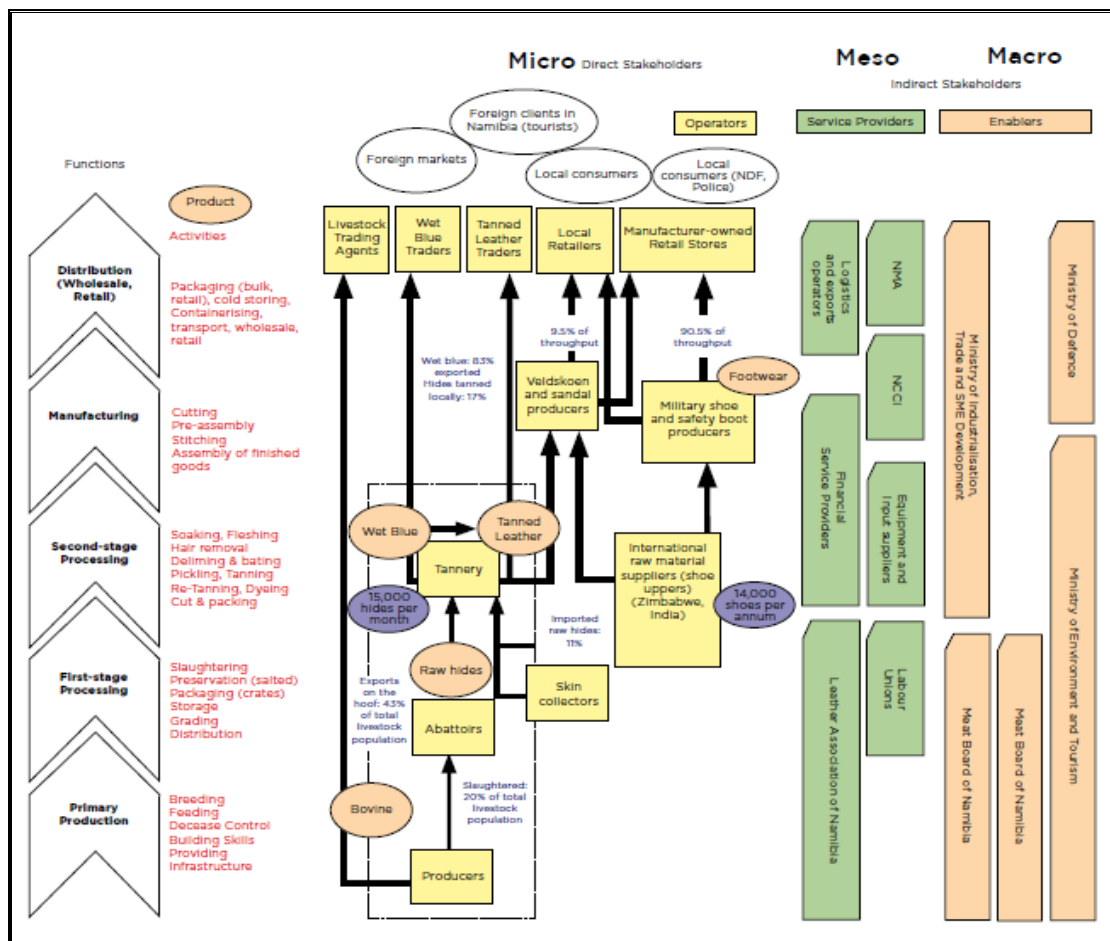 Micro Direct Stakeholders
Meso
Macro
Indirect Stakeholders
Operators
Service Providers
Enablers
Functions
Product
Activities
Foreign markets
Foreign clients in
Namibia (tourists)
Local consumers
Local
consumers (NDF,
Police)
Livestock
Trading
Agents
Wet
Blue
Traders
Tanned
Leather
Traders
Local
Retailers
Manufacturer-owned
Retail Stores
Distribution
(Wholesale,
Retail)
Packaging (bulk,
retail), cold storing,
Containerising,
transport, wholesale,
retail
Wet blue: 83%
exported
Hides tanned
locally: 17%
9.5% of
throughput
90.5% of
throughput
Footwear
Veldskoen
and sandal
producers
Military shoe
and safety boot
producers
Manufacturing
Cutting
Pre-assembly
Stitching
Assembly of finished
goods
Second-stage
Processing
Soaking, Fleshing
Hair removal
Deliming & bating
Pickling, Tanning
Re-Tanning, Dyeing
Cut & packing
Wet Blue
Tanned
Leather
Tannery
15,000
hides per
month
International
raw material
suppliers (shoe
uppers)
(Zimbabwe,
India)
14,000
shoes per
annum
Imported
raw hides:
11%
First-stage
Processing
Slaughtering
Preservation (salted)
Packaging (crates)
Storage
Grading
Distribution
Exports
on the
hoof: 43%
of total
livestock
population
Raw hides
Skin
collectors
Abattoirs
Slaughtered:
20% of total
livestock
population
Primary
Production
Breeding
Feeding
Decease Control
Building Skills
Providing
Infrastructure
Bovine
Producers
Logistics
and exports
operators
NMA
NCCI
Financial
Service Providers
Equipment and
Input suppliers
Leather Association of Namibia
Labour
Unions
Ministry of Industrialisation,
Trade and SME Development
Ministry of Defence
Ministry of Environment and Tourism
Meat Board of Namibia
Meat Board of Namibia